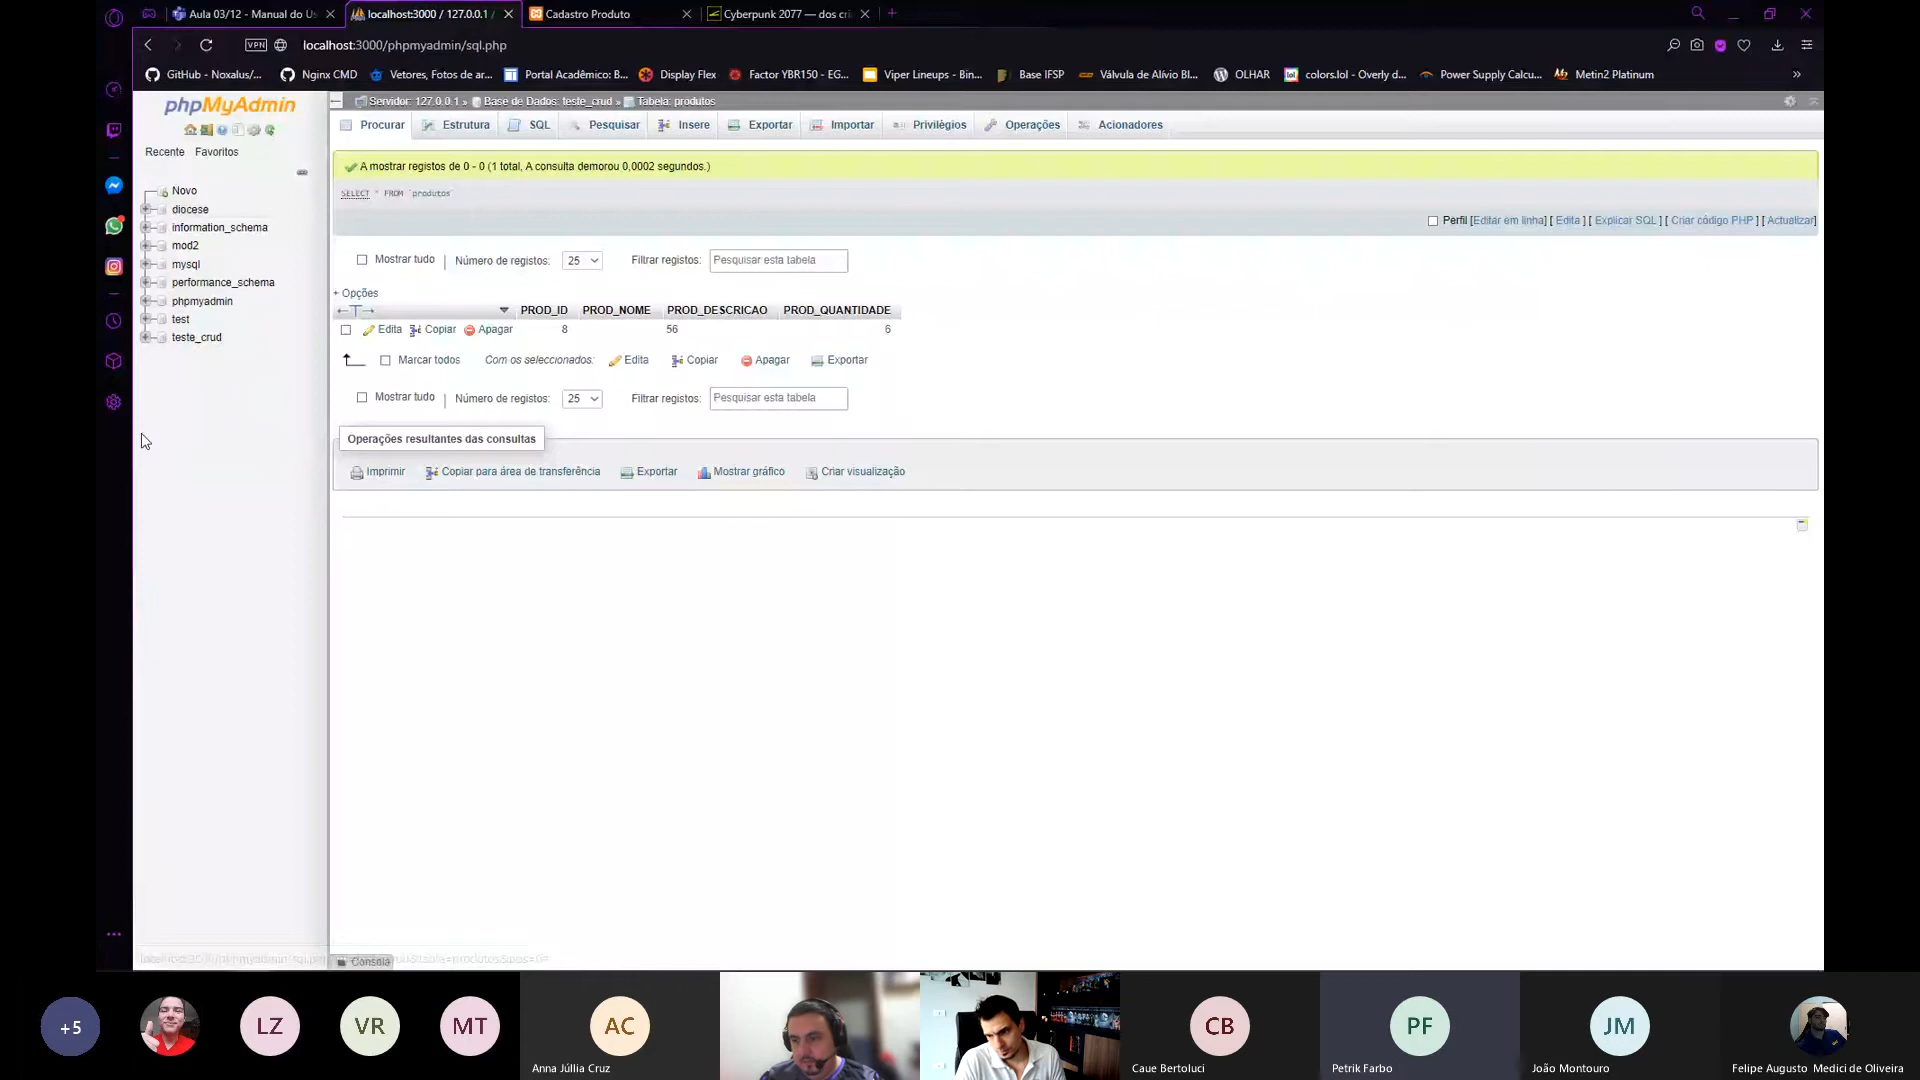 Aula 03/12 - Manual do Us
localhost:3000 / 127.0.0.1 /
Cadastro Produto
Cyberpunk 2077 — dos cri
VPN
localhost:3000/phpmyadmin/sql.php
GitHub - Noxalus/...
Nginx CMD
Vetores, Fotos de ar...
Portal Acadêmico: B...
Display Flex
Factor YBR150 - EG...
Viper Lineups - Bin...
Base IFSP
Válvula de Alívio Bl...
OLHAR
colors.lol - Overly d...
Power Supply Calcu...
Metin2 Platinum
phpMyAdmin
Recente Favoritos
Novo
diocese
information_schema
mod2
mysql
performance_schema
phpmyadmin
test
teste_crud
Servidor: 127.0.0.1 » Base de Dados: teste_crud » Tabela: produtos
Procurar Estrutura SQL Pesquisar Insere Exportar Importar Privilégios Operações Acionadores
A mostrar registos de 0 - 0 (1 total, A consulta demorou 0,0002 segundos.)
SELECT * FROM `produtos`
Perfil [Editar em linha] [ Edita ] [ Explicar SQL ] [ Criar código PHP ] [ Actualizar]
Mostrar tudo | Número de registos: 25 Filtrar registos: Pesquisar esta tabela
+ Opções
PROD_ID PROD_NOME PROD_DESCRICAO PROD_QUANTIDADE
Edita Copiar Apagar 8 56 6
Marcar todos Com os seleccionados: Edita Copiar Apagar Exportar
Mostrar tudo | Número de registos: 25 Filtrar registos: Pesquisar esta tabela
Operações resultantes das consultas
Imprimir Copiar para área de transferência Exportar Mostrar gráfico Criar visualização
Consola
+5
LZ
VR
MT
AC
Anna Júllia Cruz
CB
Caue Bertoluci
PF
Petrik Farbo
JM
João Montouro
Felipe Augusto Medici de Oliveira